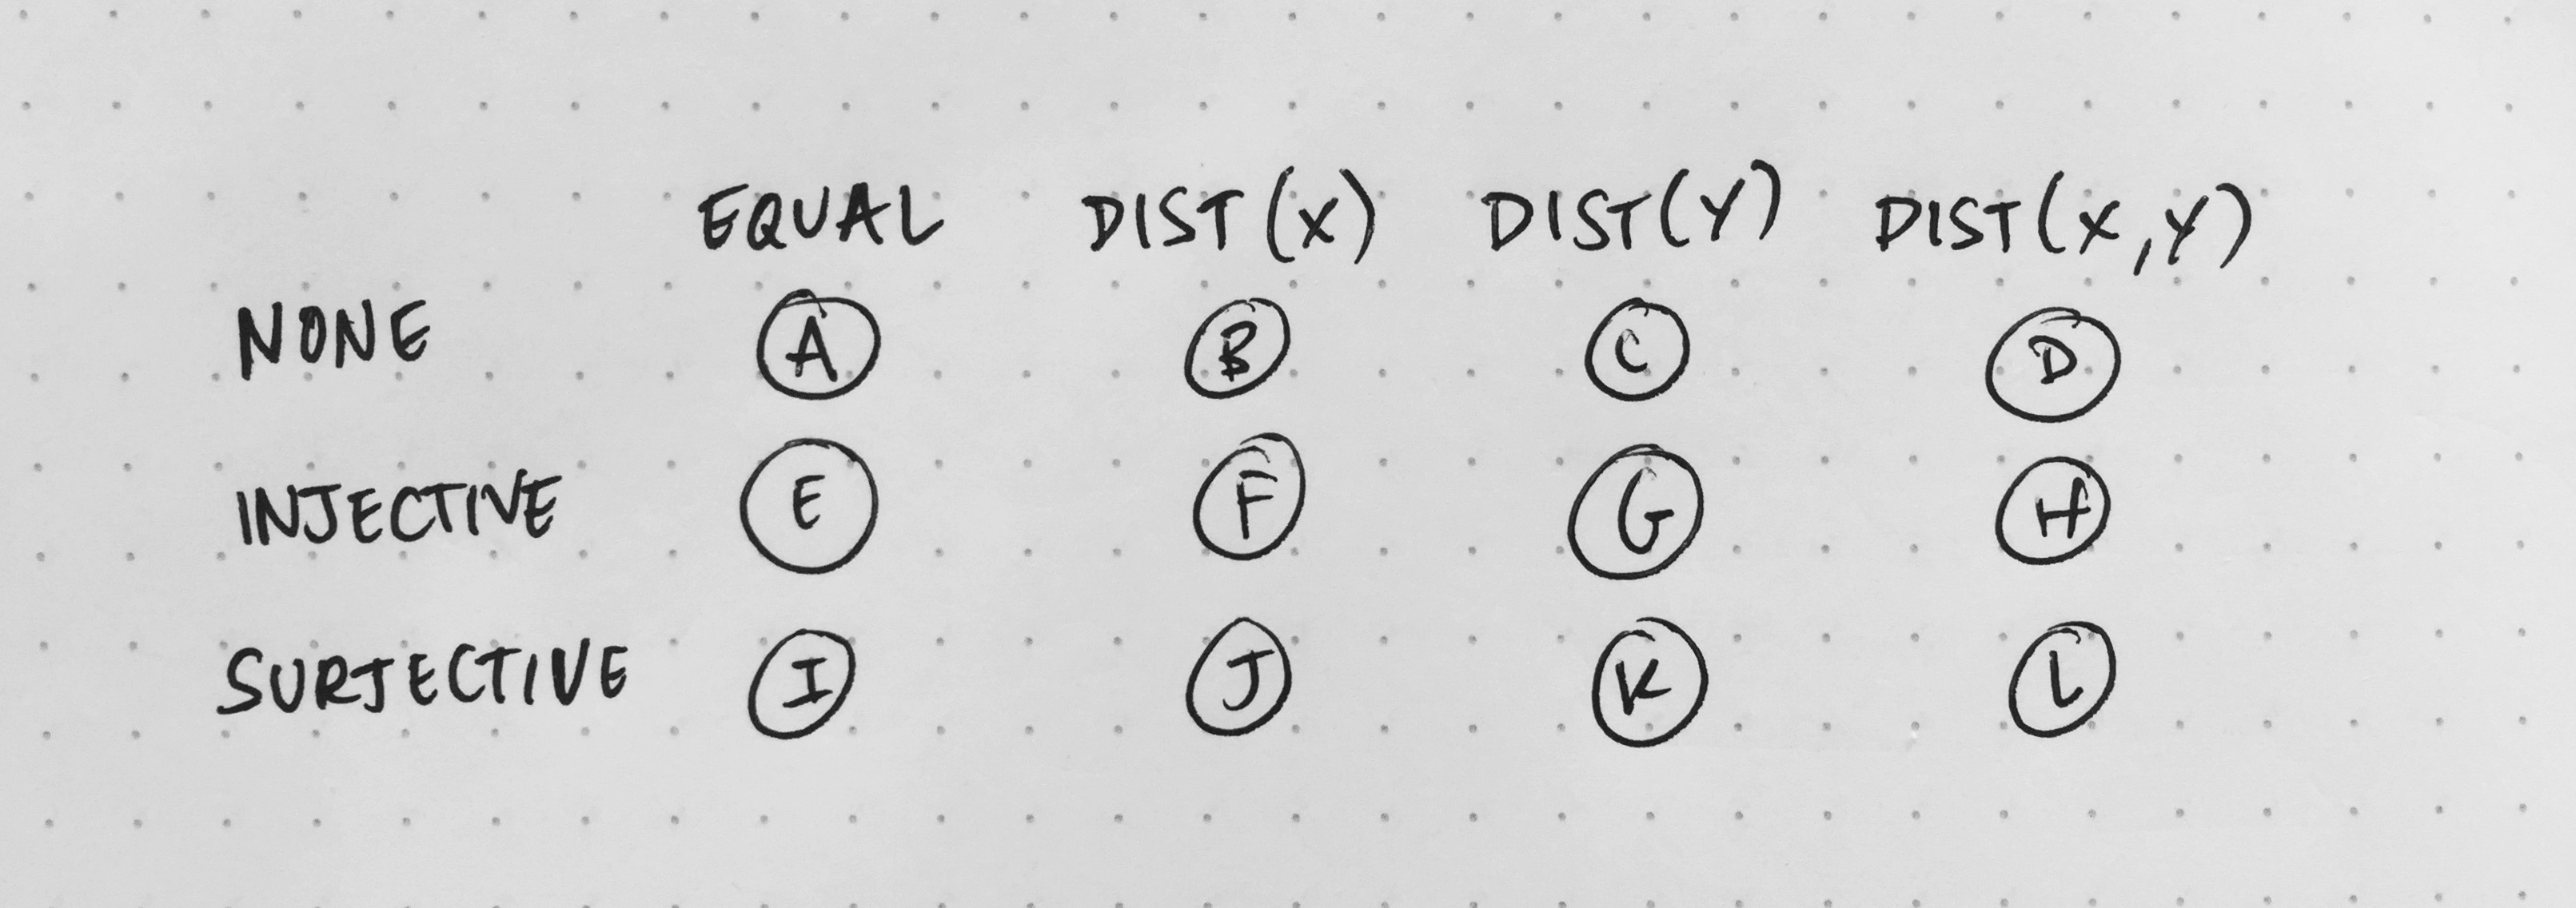 EQUAL DIST(X) DIST(Y) DIST(X,Y)
NONE A B C D
INJECTIVE E F G H
SURJECTIVE I J K L